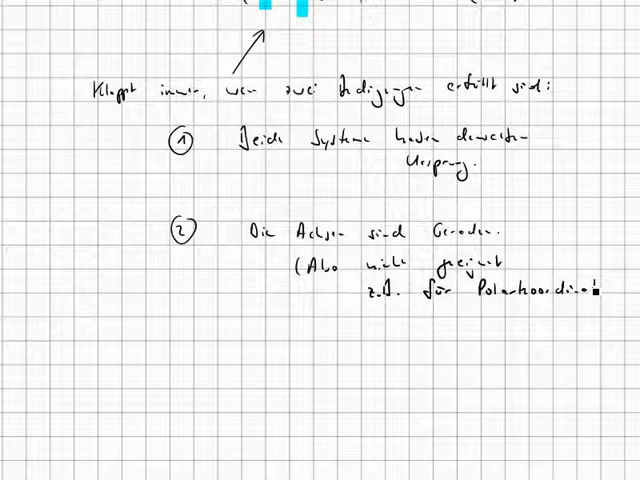 Klappt immer, wenn zwei Bedingungen erfüllt sind:
① Beide Systeme haben denselben
Ursprung.
② Die Achsen sind Geraden.
(Also nicht geeignet
z.B. für Polarkoordina